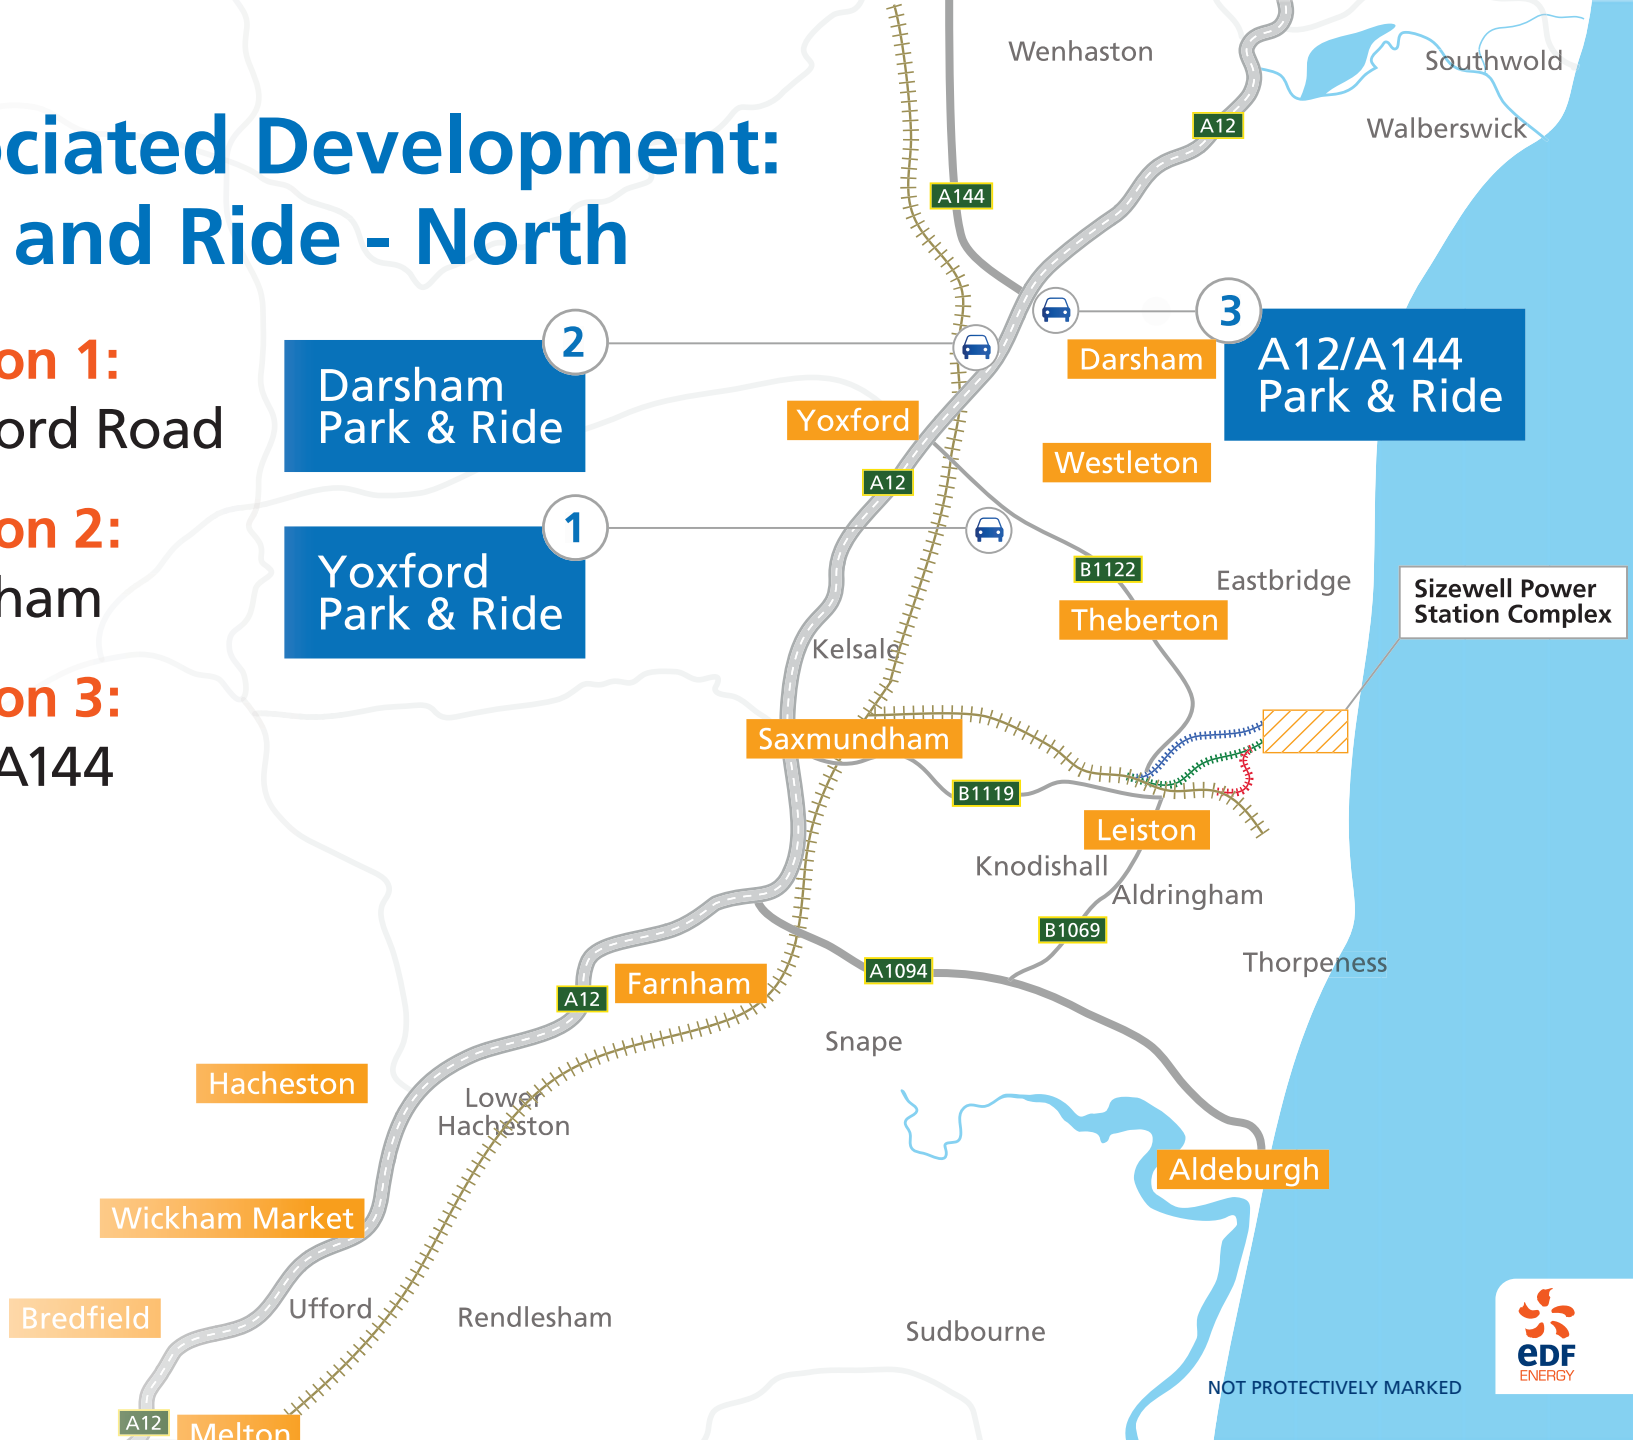 ciated Development:
and Ride - North
on 1:
ord Road
on 2:
ham
on 3:
A144
2
Darsham
Park & Ride
1
Yoxford
Park & Ride
3
A12/A144
Park & Ride
Wenhaston
Southwold
Walberswick
A12
A144
Darsham
Yoxford
Westleton
A12
B1122
Eastbridge
Sizewell Power
Station Complex
Theberton
Kelsale
Saxmundham
B1119
Leiston
Knodishall
Aldringham
B1069
Thorpeness
A1094
Farnham
A12
Snape
Hacheston
Lower
Hacheston
Aldeburgh
Wickham Market
Bredfield
Ufford
Rendlesham
Sudbourne
A12
Melton
NOT PROTECTIVELY MARKED
eDF
ENERGY